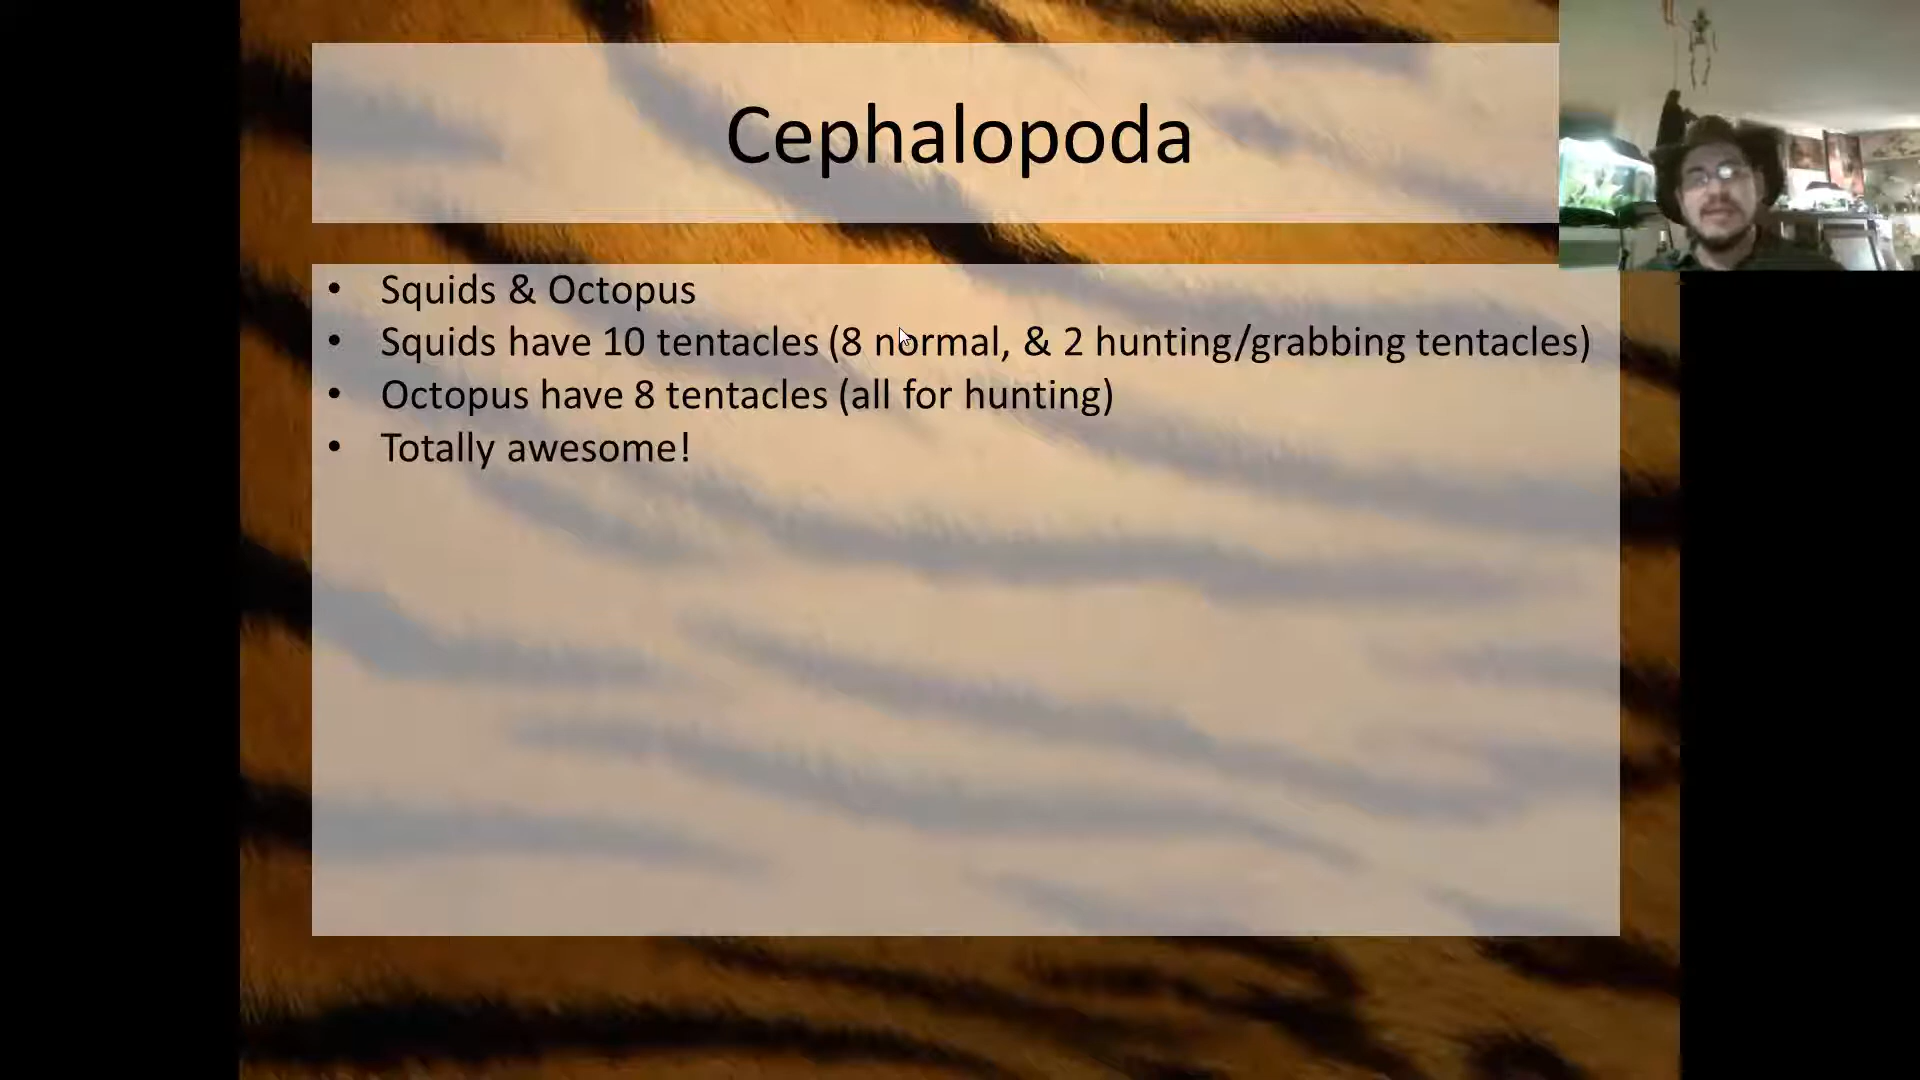 Cephalopoda
• Squids & Octopus
• Squids have 10 tentacles (8 normal, & 2 hunting/grabbing tentacles)
• Octopus have 8 tentacles (all for hunting)
• Totally awesome!